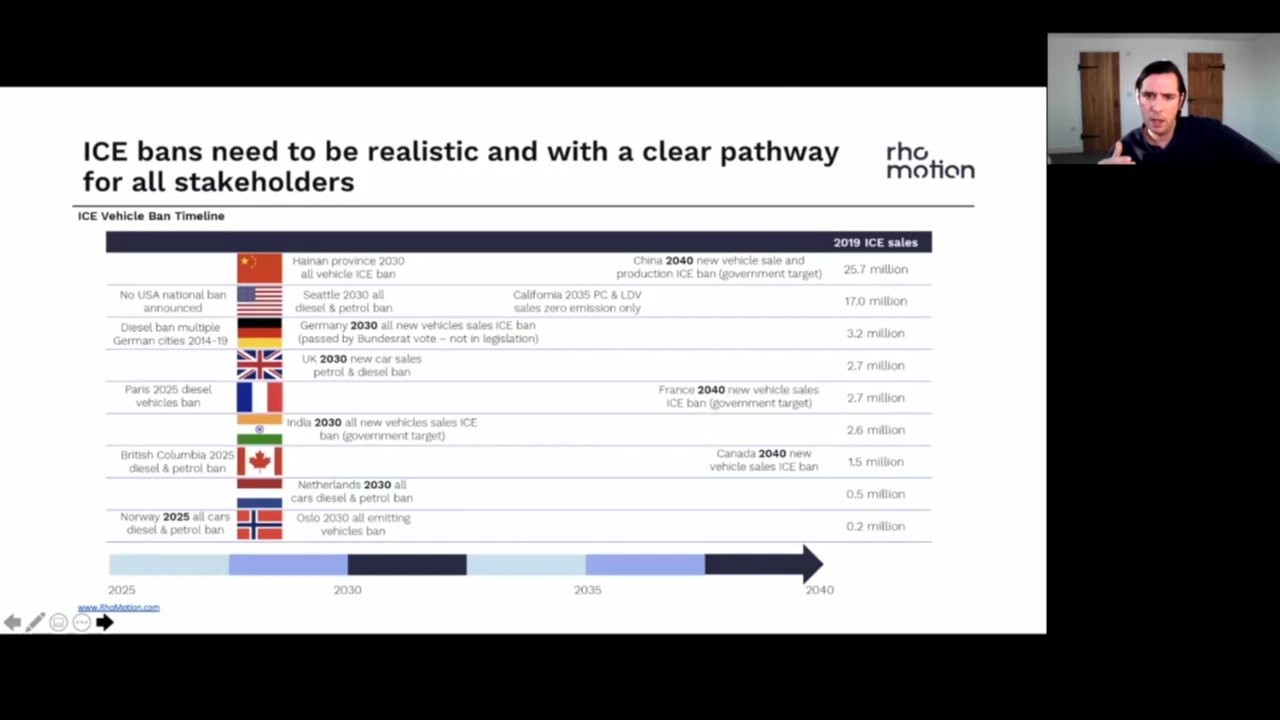 ICE bans need to be realistic and with a clear pathway
for all stakeholders
rho
motion
ICE Vehicle Ban Timeline
2019 ICE sales
Hainan province 2030
all vehicle ICE ban
China 2040 new vehicle sale and
production ICE ban (government target)
25.7 million
No USA national ban
announced
Seattle 2030 all
diesel & petrol ban
California 2035 PC & LDV
sales zero emission only
17.0 million
Diesel ban multiple
German cities 2014-19
Germany 2030 all new vehicles sales ICE ban
(passed by Bundesrat vote – not in legislation)
3.2 million
UK 2030 new car sales
petrol & diesel ban
2.7 million
Paris 2025 diesel
vehicles ban
France 2040 new vehicle sales
ICE ban (government target)
2.7 million
India 2030 all new vehicles sales ICE
ban (government target)
2.6 million
British Columbia 2025
diesel & petrol ban
Canada 2040 new
vehicle sales ICE ban
1.5 million
Netherlands 2030 all
cars diesel & petrol ban
0.5 million
Norway 2025 all cars
diesel & petrol ban
Oslo 2030 all emitting
vehicles ban
0.2 million
2025
2030
2035
2040
www.RhoMotion.com